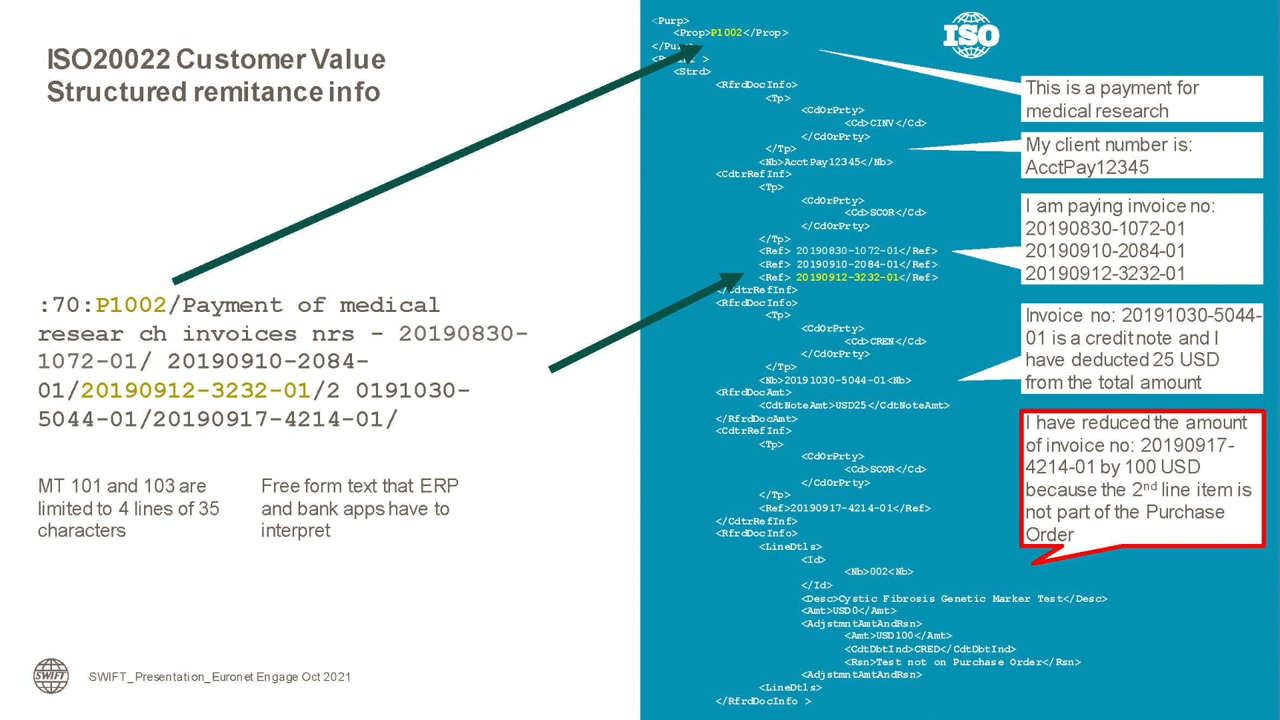 ISO20022 Customer Value
Structured remitance info
:70:P1002/Payment of medical
resear ch invoices nrs - 20190830-
1072-01/ 20190910-2084-
01/20190912-3232-01/2 0191030-
5044-01/20190917-4214-01/
MT 101 and 103 are
limited to 4 lines of 35
characters
Free form text that ERP
and bank apps have to
interpret
SWIFT
SWIFT_Presentation_Euronet Engage Oct 2021
<Purp>
<Prop>P1002</Prop>
</Purp>
<Strd>
<RfrdDocInfo>
<Tp>
<CdOrPrty>
<Cd>CINV</Cd>
</CdOrPrty>
</Tp>
<Nb>AcctPay12345</Nb>
<CdtrRefInf>
<Tp>
<CdOrPrty>
<Cd>SCOR</Cd>
</CdOrPrty>
</Tp>
<Ref> 20190830-1072-01</Ref>
<Ref> 20190910-2084-01</Ref>
<Ref> 20190912-3232-01</Ref>
</CdtrRefInf>
<RfrdDocInfo>
<Tp>
<CdOrPrty>
<Cd>CREN</Cd>
</CdOrPrty>
</Tp>
<Nb>20191030-5044-01<Nb>
<RfrdDocAmt>
<CdtNoteAmt>USD25</CdtNoteAmt>
</RfrdDocAmt>
<CdtrRefInf>
<Tp>
<CdOrPrty>
<Cd>SCOR</Cd>
</CdOrPrty>
</Tp>
<Ref>20190917-4214-01</Ref>
</CdtrRefInf>
<RfrdDocInfo>
<LineDtls>
<Id>
<Nb>002<Nb>
</Id>
<Desc>Cystic Fibrosis Genetic Marker Test</Desc>
<Amt>USD0</Amt>
<AdjstmntAmtAndRsn>
<Amt>USD100</Amt>
<CdtDbtInd>CRED</CdtDbtInd>
<Rsn>Test not on Purchase Order</Rsn>
<AdjstmntAmtAndRsn>
<LineDtls>
</RfrdDocInfo >
ISO
This is a payment for
medical research
My client number is:
AcctPay12345
I am paying invoice no:
20190830-1072-01
20190910-2084-01
20190912-3232-01
Invoice no: 20191030-5044-
01 is a credit note and I
have deducted 25 USD
from the total amount
I have reduced the amount
of invoice no: 20190917-
4214-01 by 100 USD
because the 2nd line item is
not part of the Purchase
Order